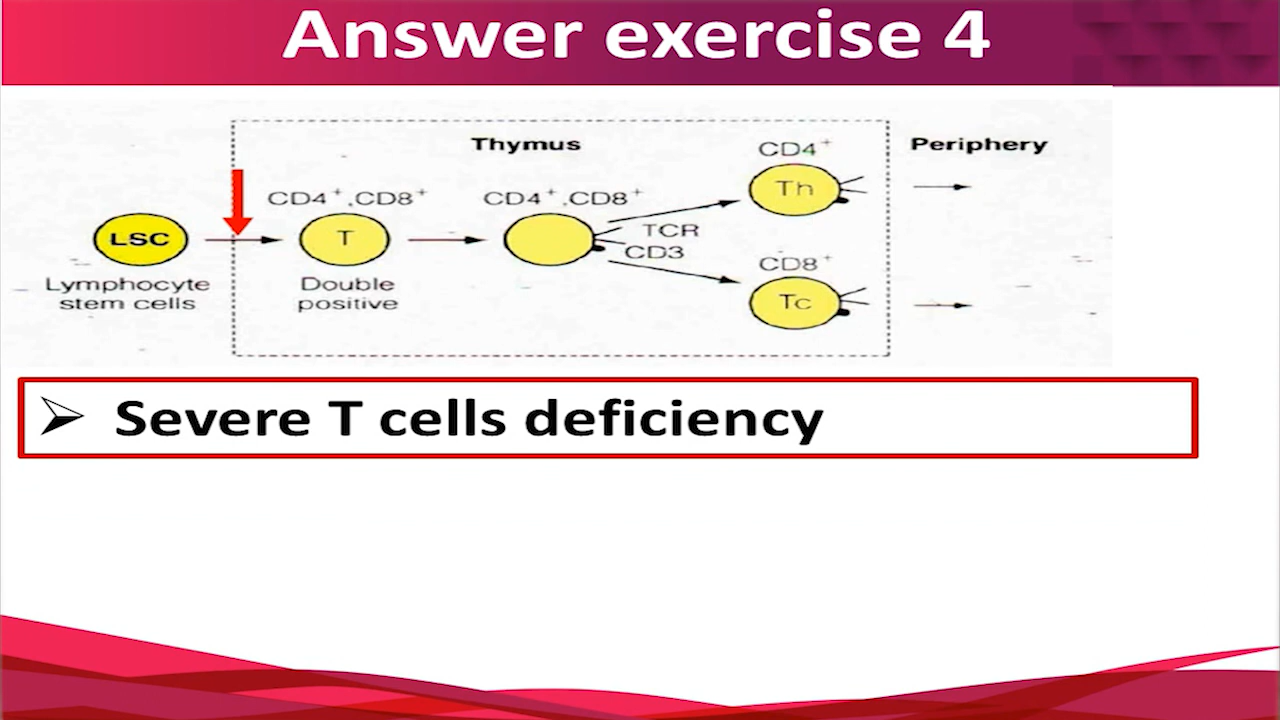 Answer exercise 4
Thymus
Periphery
CD4⁺
Th
CD4⁺,CD8⁺
CD4⁺,CD8⁺
LSC
T
TCR
CD3
CD8⁺
Tc
Lymphocyte
stem cells
Double
positive
➢ Severe T cells deficiency